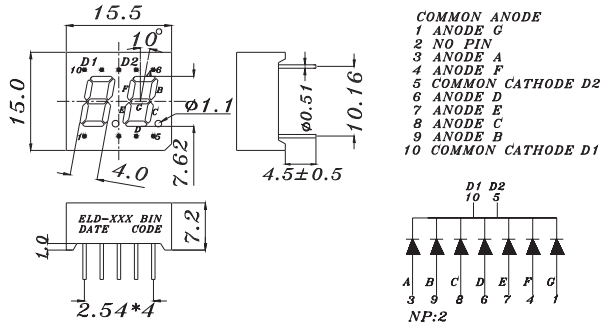 15.5
10°
D1 D2
10 6
A
F B
G
E C
D
1 5
15.0
ø1.1
4.0
7.62
ø0.51
10.16
4.5±0.5
COMMON ANODE
1 ANODE G
2 NO PIN
3 ANODE A
4 ANODE F
5 COMMON CATHODE D2
6 ANODE D
7 ANODE E
8 ANODE C
9 ANODE B
10 COMMON CATHODE D1
ELD-XXX BIN
DATE CODE
7.2
1.0
2.54*4
D1 D2
10 5
A B C D E F G
3 9 8 6 7 4 1
NP:2